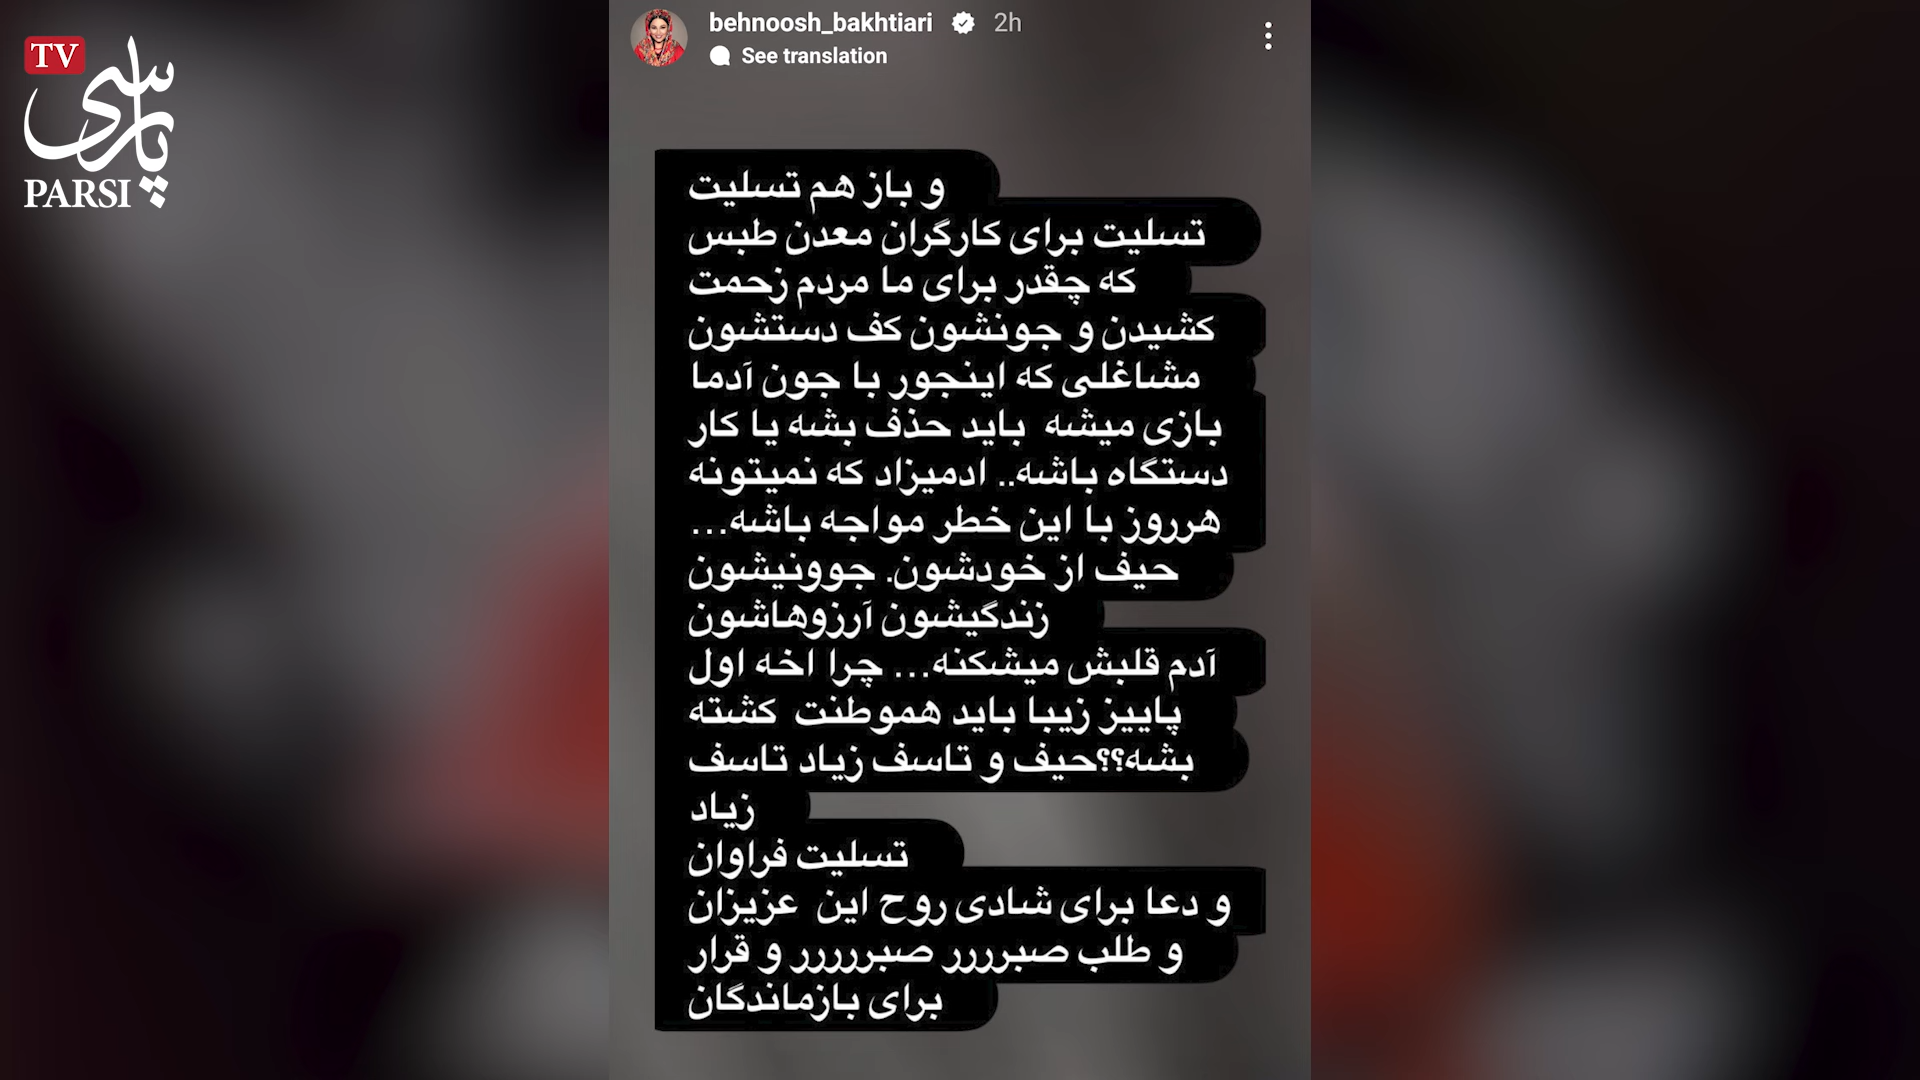 TV
پارسی
PARSI
behnoosh_bakhtiari 2h
See translation
و باز هم تسلیت
تسلیت برای کارگران معدن طبس
که چقدر برای ما مردم زحمت
کشیدن و جونشون کف دستشون
مشاغلی که اینجور با جون آدما
بازی میشه باید حذف بشه یا کار
دستگاه باشه.. ادمیزاد که نمیتونه
هرروز با این خطر مواجه باشه...
حیف از خودشون. جوونیشون
زندگیشون آرزوهاشون
آدم قلبش میشکنه... چرا اخه اول
پاییز زیبا باید هموطنت کشته
بشه؟؟حیف و تاسف زیاد تاسف
زیاد
تسلیت فراوان
و دعا برای شادی روح این عزیزان
و طلب صبرررر صبررررر و قرار
برای بازماندگان